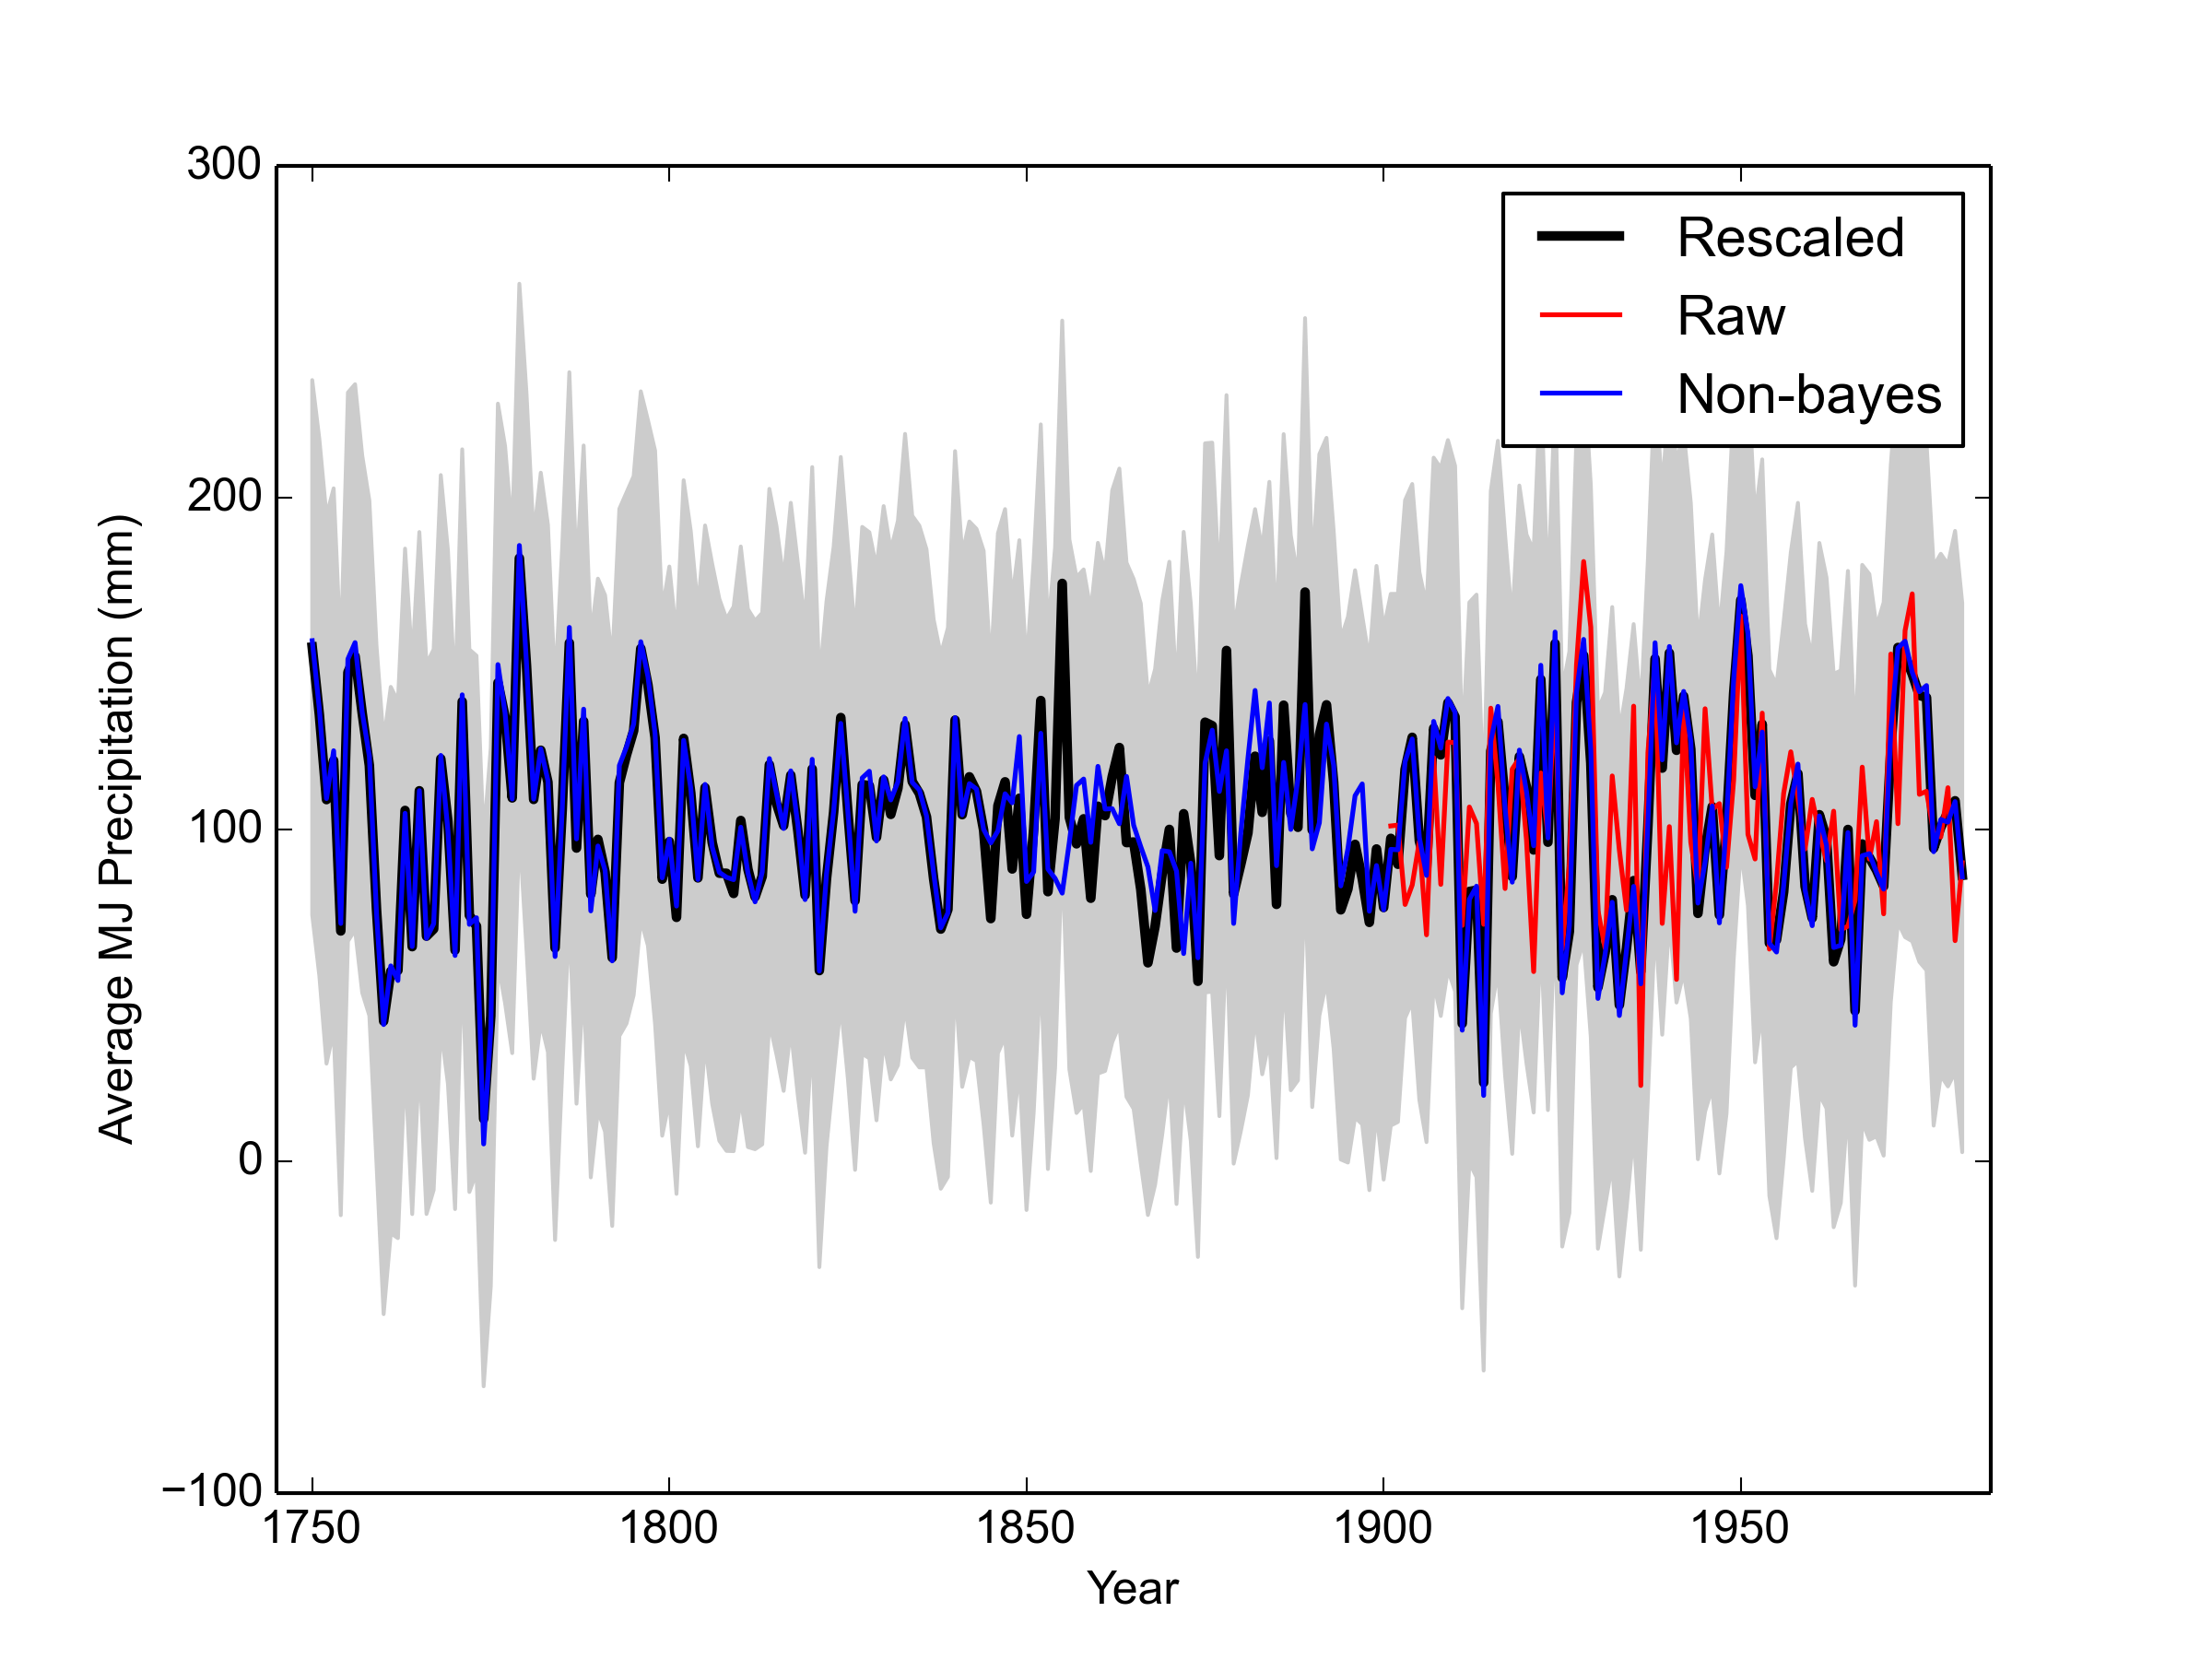 300
200
100
0
−100
1750
1800
1850
1900
1950
Year
Average MJ Precipitation (mm)
Rescaled
Raw
Non-bayes